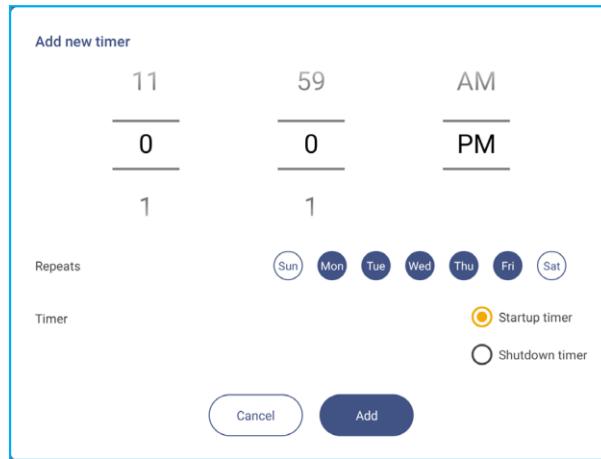 Add new timer
11 59 AM
0 0 PM
1 1
Repeats Sun Mon Tue Wed Thu Fri Sat
Timer Startup timer
Shutdown timer
Cancel Add